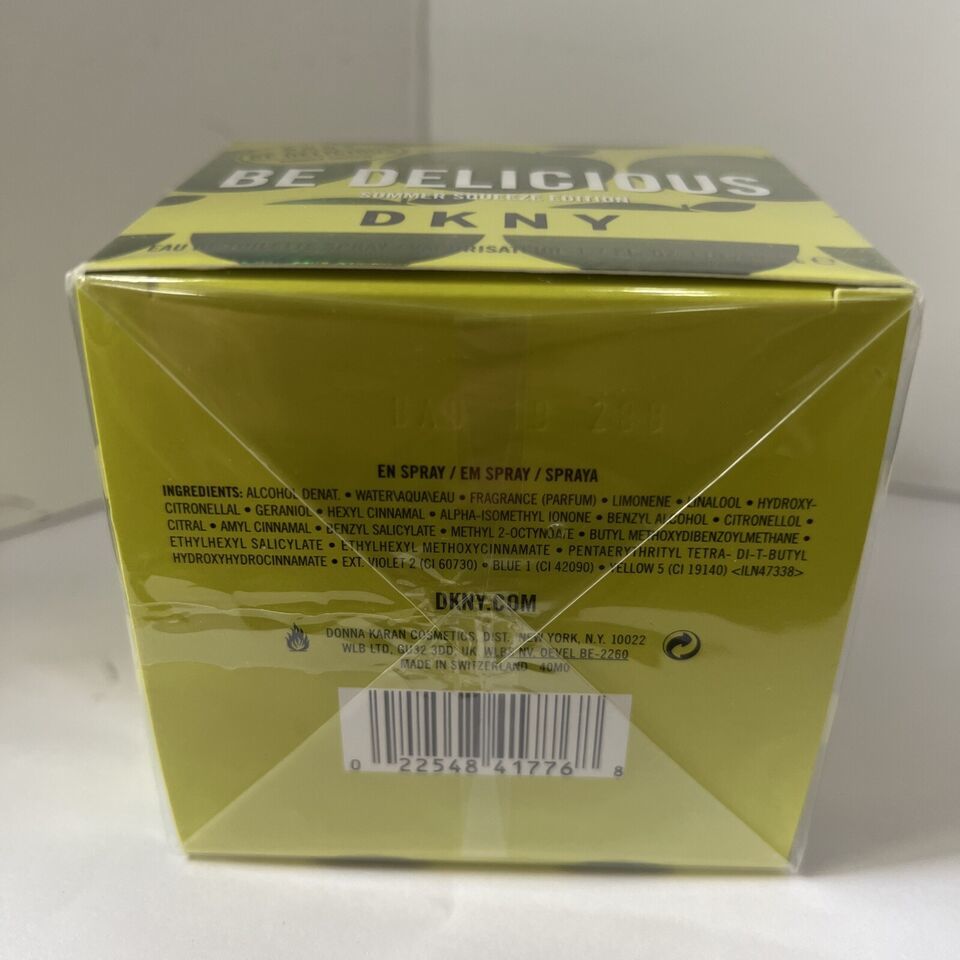 BE DELICIOUS
SUMMER SQUEEZE EDITION
DKNY
EN SPRAY / EM SPRAY / SPRAYA
INGREDIENTS: ALCOHOL DENAT. • WATER\AQUA\EAU • FRAGRANCE (PARFUM) • LIMONENE • LINALOOL • HYDROXY-
CITRONELLAL • GERANIOL • HEXYL CINNAMAL • ALPHA-ISOMETHYL IONONE • BENZYL ALCOHOL • CITRONELLOL •
CITRAL • AMYL CINNAMAL • BENZYL SALICYLATE • METHYL 2-OCTYNOATE • BUTYL METHOXYDIBENZOYLMETHANE •
ETHYLHEXYL SALICYLATE • ETHYLHEXYL METHOXYCINNAMATE • PENTAERYTHRITYL TETRA- DI-T-BUTYL
HYDROXYHYDROCINNAMATE • EXT. VIOLET 2 (CI 60730) • BLUE 1 (CI 42090) • YELLOW 5 (CI 19140) <ILN47338>
DKNY.COM
DONNA KARAN COSMETICS, DIST. NEW YORK, N.Y. 10022
WLB LTD. GU32 3DD, UK, WLBS NV. OEVEL BE-2260
MADE IN SWITZERLAND 40M0
0 22548 41776 8